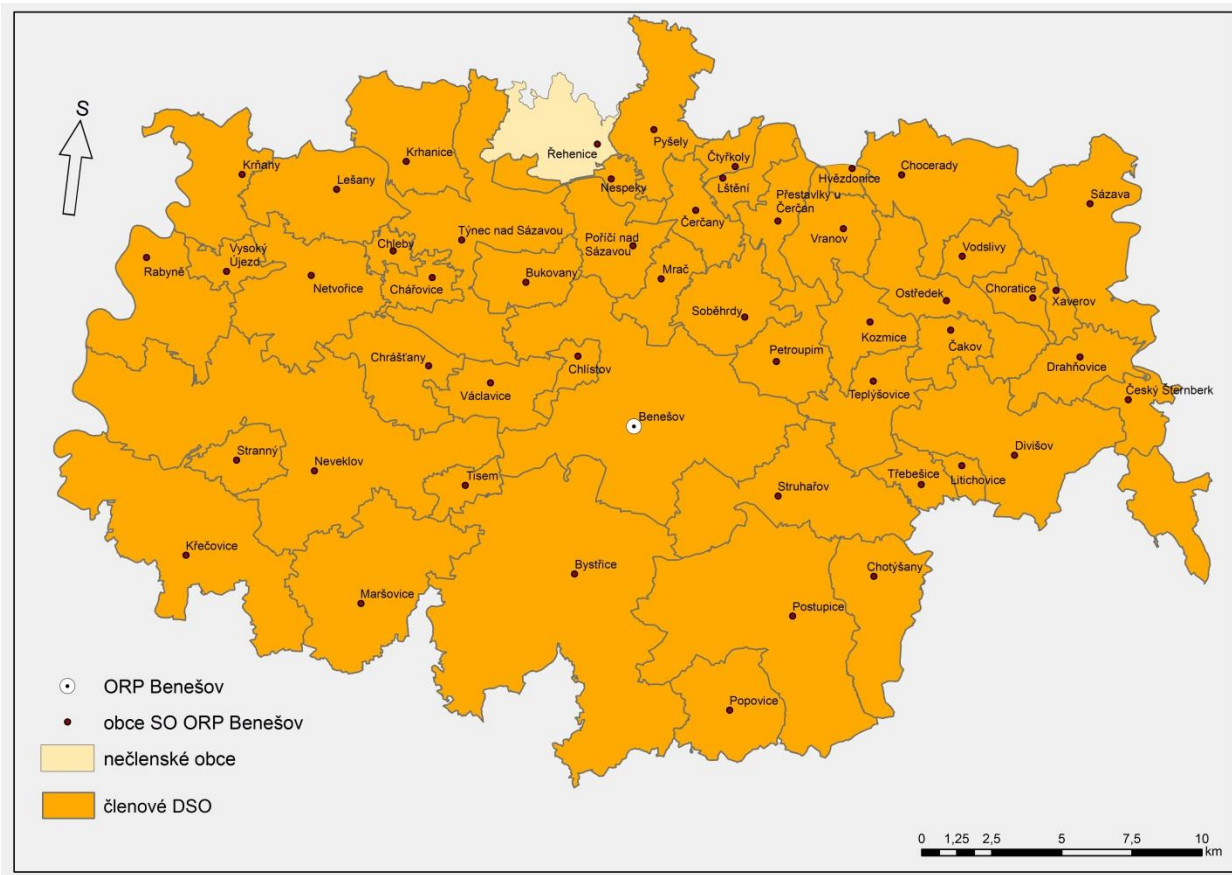 S
Řehenice
Pyšely
Krhanice
Čtyřkoly
Krňany
Lešany
Nespeky
Lštění
Hvězdonice
Chocerady
Přestavlky u
Čerčan
Sázava
Čerčany
Týnec nad Sázavou
Poříčí nad
Sázavou
Vranov
Chleby
Vysoký
Újezd
Rabyně
Vodslivy
Netvořice
Chářovice
Bukovany
Mrač
Ostředek
Choratice
Xaverov
Soběhrdy
Kozmice
Čakov
Chrášťany
Chlístov
Petroupim
Drahňovice
Václavice
Teplýšovice
Český Šternberk
Benešov
Stranný
Neveklov
Tisem
Divišov
Třebešice
Litichovice
Struhařov
Křečovice
Maršovice
Bystřice
Chotýšany
Postupice
Popovice
ORP Benešov
obce SO ORP Benešov
nečlenské obce
členové DSO
0 1,25 2,5 5 7,5 10
km